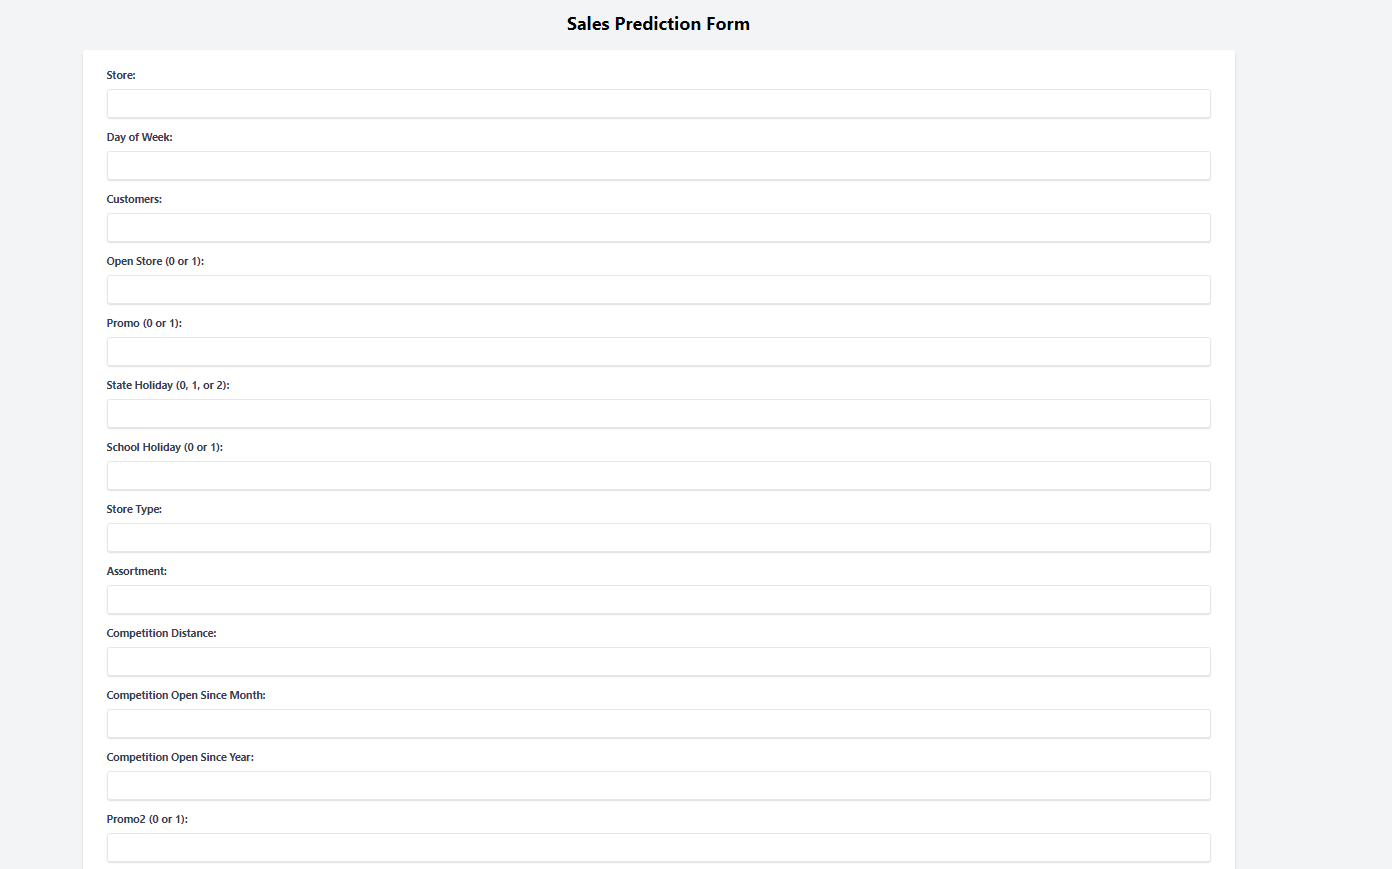 Sales Prediction Form
Store:
Day of Week:
Customers:
Open Store (0 or 1):
Promo (0 or 1):
State Holiday (0, 1, or 2):
School Holiday (0 or 1):
Store Type:
Assortment:
Competition Distance:
Competition Open Since Month:
Competition Open Since Year:
Promo2 (0 or 1):